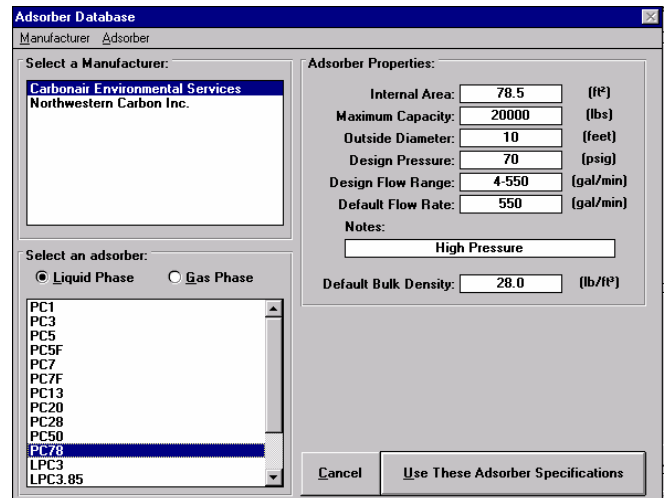 Adsorber Database
Manufacturer Adsorber
Select a Manufacturer:
Carbonair Environmental Services
Northwestern Carbon Inc.
Select an adsorber:
Liquid Phase Gas Phase
PC1
PC3
PC5
PC5F
PC7
PC7F
PC13
PC20
PC28
PC50
PC78
LPC3
LPC3.85
Adsorber Properties:
Internal Area: 78.5 (ft²)
Maximum Capacity: 20000 (lbs)
Outside Diameter: 10 (feet)
Design Pressure: 70 (psig)
Design Flow Range: 4-550 (gal/min)
Default Flow Rate: 550 (gal/min)
Notes:
High Pressure
Default Bulk Density: 28.0 (lb/ft³)
Cancel Use These Adsorber Specifications